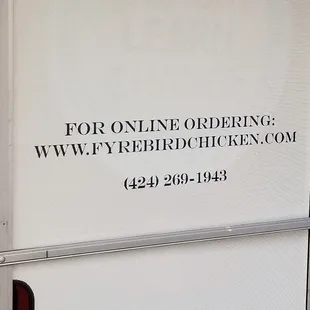 FOR ONLINE ORDERING:
WWW.FYREBIRDCHICKEN.COM
(424) 269-1943